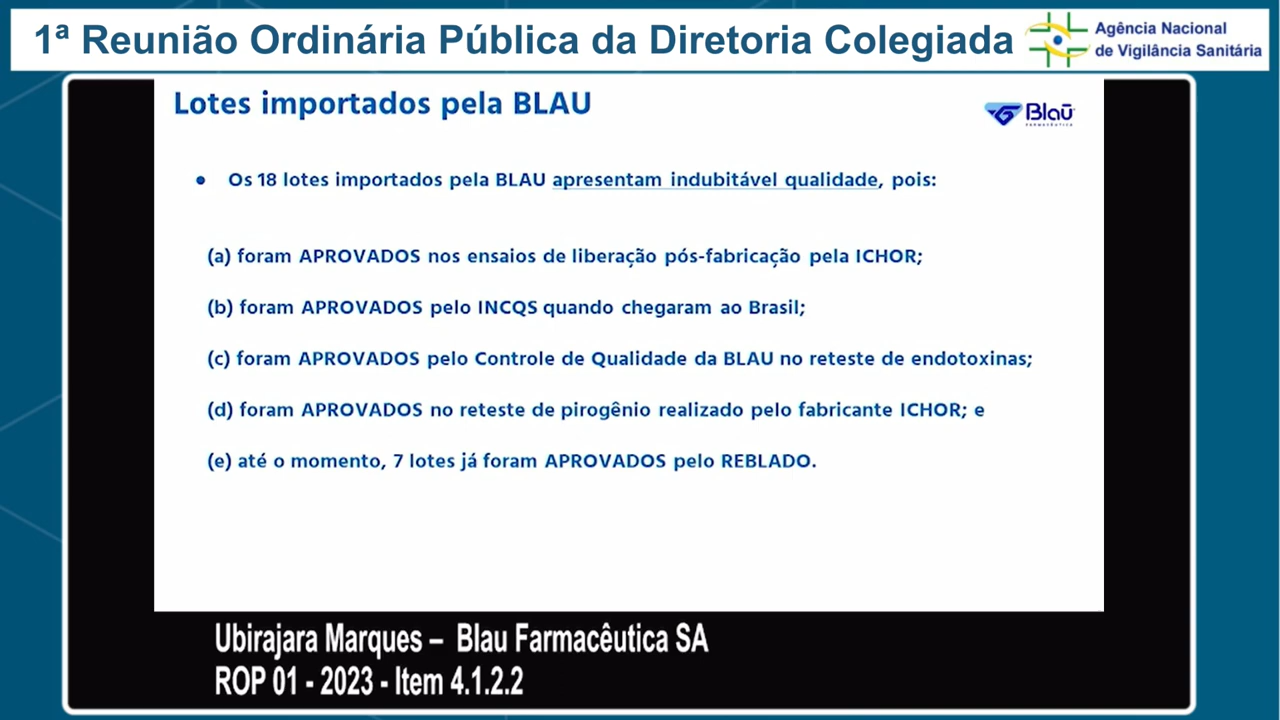 1ª Reunião Ordinária Pública da Diretoria Colegiada
Agência Nacional
de Vigilância Sanitária
Lotes importados pela BLAU
Blaū
FARMACÊUTICA
• Os 18 lotes importados pela BLAU apresentam indubitável qualidade, pois:
(a) foram APROVADOS nos ensaios de liberação pós-fabricação pela ICHOR;
(b) foram APROVADOS pelo INCQS quando chegaram ao Brasil;
(c) foram APROVADOS pelo Controle de Qualidade da BLAU no reteste de endotoxinas;
(d) foram APROVADOS no reteste de pirogênio realizado pelo fabricante ICHOR; e
(e) até o momento, 7 lotes já foram APROVADOS pelo REBLADO.
Ubirajara Marques – Blau Farmacêutica SA
ROP 01 - 2023 - Item 4.1.2.2